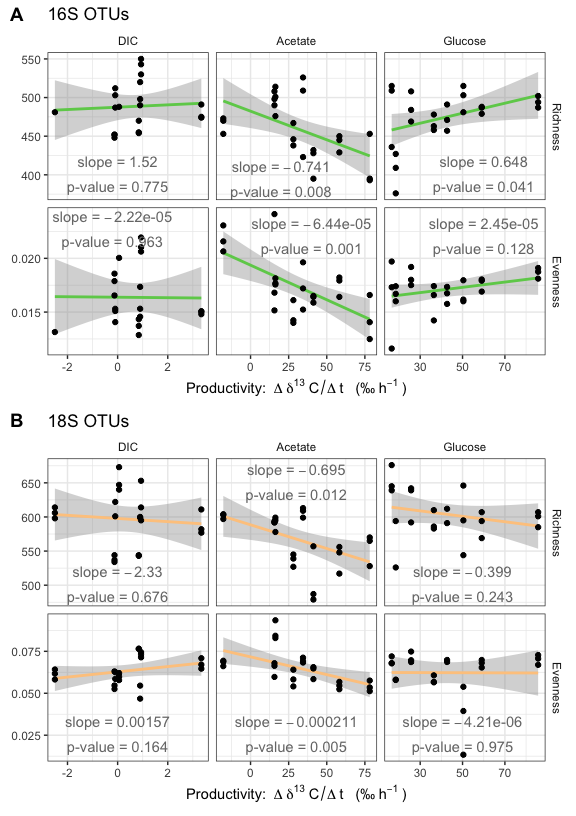 A 16S OTUs
DIC Acetate Glucose
550
500
450
400
slope = 1.52
p-value = 0.775
slope = −0.741
p-value = 0.008
slope = 0.648
p-value = 0.041
Richness
0.020
0.015
slope = −2.22e-05
p-value = 0.963
slope = −6.44e-05
p-value = 0.001
slope = 2.45e-05
p-value = 0.128
Evenness
-2 0 2 0 25 50 75 30 50 70
Productivity: Δ δ¹³ C/Δ t (‰ h⁻¹ )
B 18S OTUs
DIC Acetate Glucose
650
600
550
500
slope = −2.33
p-value = 0.676
slope = −0.695
p-value = 0.012
slope = −0.399
p-value = 0.243
Richness
0.075
0.050
0.025
slope = 0.00157
p-value = 0.164
slope = −0.000211
p-value = 0.005
slope = −4.21e-06
p-value = 0.975
Evenness
-2 0 2 0 25 50 75 30 50 70
Productivity: Δ δ¹³ C/Δ t (‰ h⁻¹ )